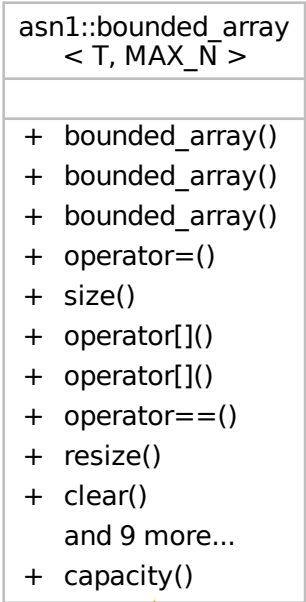 asn1::bounded_array
< T, MAX_N >
+ bounded_array()
+ bounded_array()
+ bounded_array()
+ operator=()
+ size()
+ operator[]()
+ operator[]()
+ operator==()
+ resize()
+ clear()
and 9 more...
+ capacity()